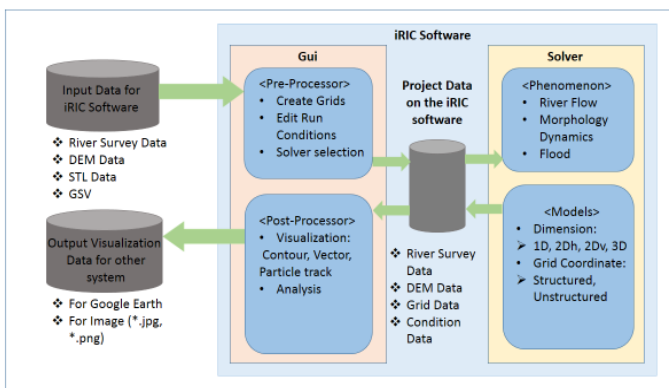 iRIC Software
Gui
Solver
Input Data for
iRIC Software
❖ River Survey Data
❖ DEM Data
❖ STL Data
❖ GSV
<Pre-Processor>
• Create Grids
• Edit Run
Conditions
• Solver selection
Project Data
on the iRIC
software
<Phenomenon>
• River Flow
• Morphology
Dynamics
• Flood
Output Visualization
Data for other
system
❖ For Google Earth
❖ For Image (*.jpg,
*.png)
<Post-Processor>
• Visualization:
Contour, Vector,
Particle track
• Analysis
❖ River Survey
Data
❖ DEM Data
❖ Grid Data
❖ Condition
Data
<Models>
• Dimension:
➢ 1D, 2Dh, 2Dv, 3D
• Grid Coordinate:
➢ Structured,
Unstructured